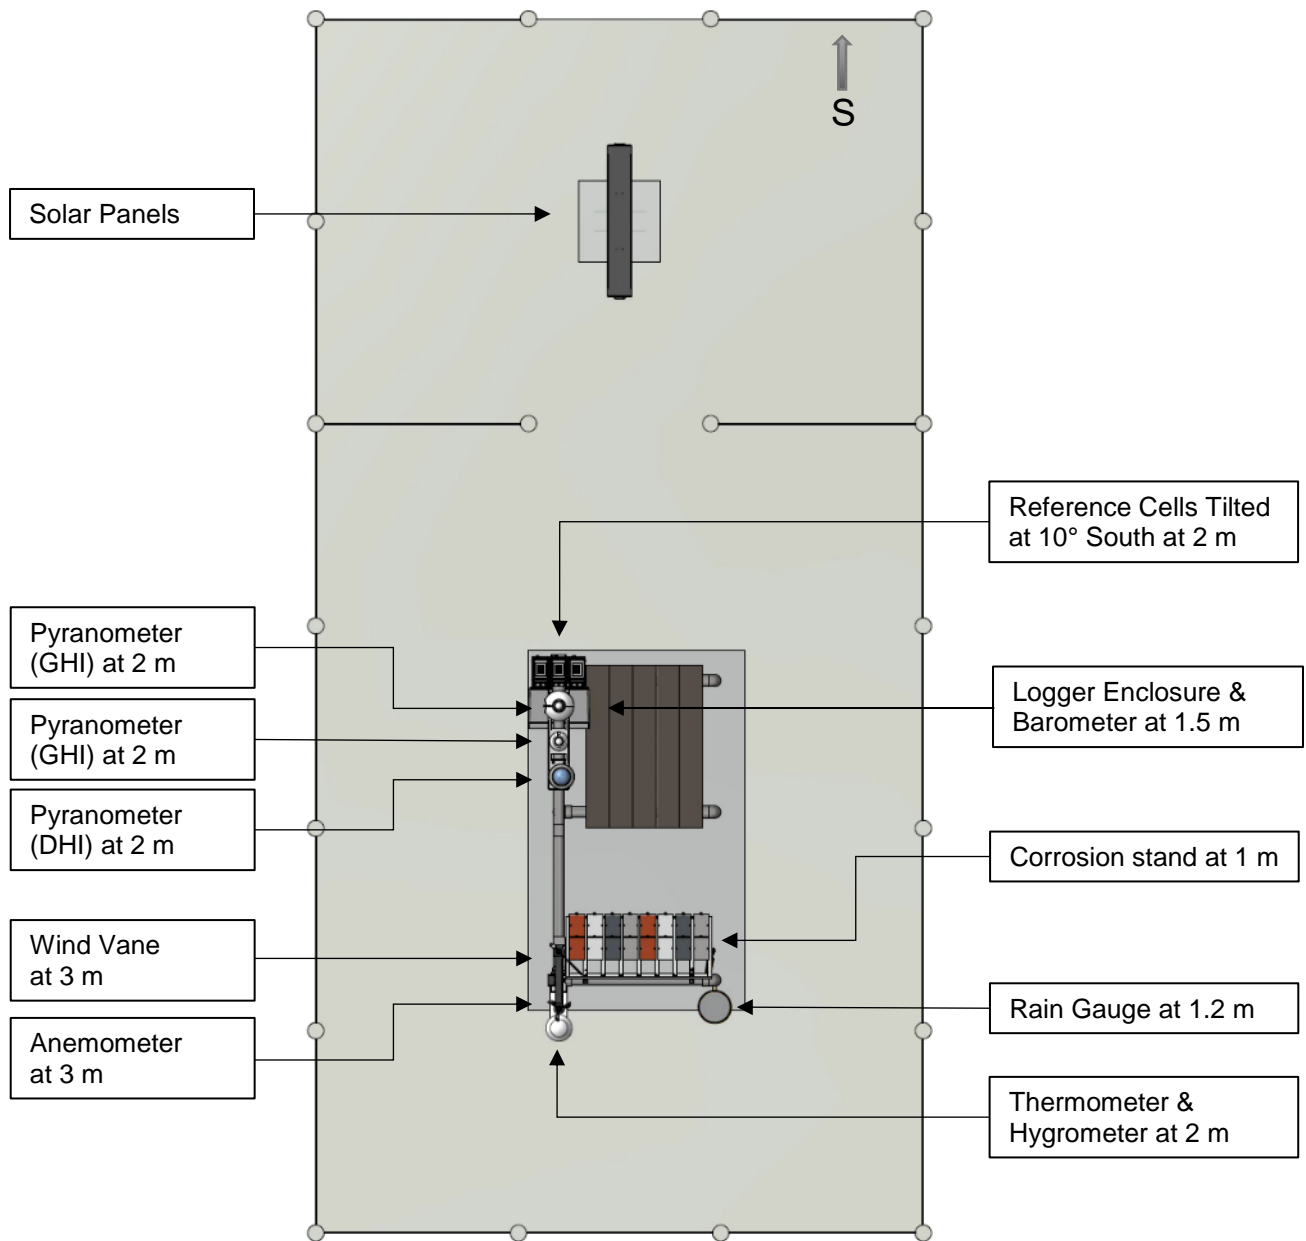 S
Solar Panels
Reference Cells Tilted
at 10° South at 2 m
Pyranometer
(GHI) at 2 m
Logger Enclosure &
Barometer at 1.5 m
Pyranometer
(GHI) at 2 m
Pyranometer
(DHI) at 2 m
Corrosion stand at 1 m
Wind Vane
at 3 m
Rain Gauge at 1.2 m
Anemometer
at 3 m
Thermometer &
Hygrometer at 2 m